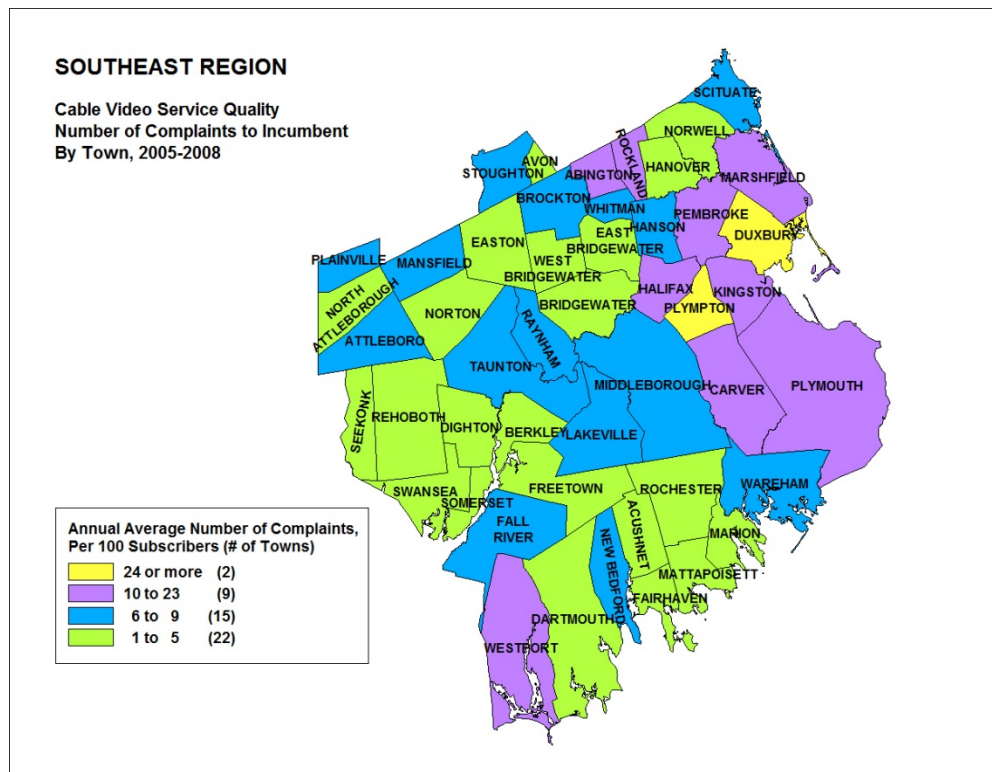 SOUTHEAST REGION
Cable Video Service Quality
Number of Complaints to Incumbent
By Town, 2005-2008
SCITUATE
NORWELL
ROCKLAND
HANOVER
AVON
STOUGHTON
ABINGTON
MARSHFIELD
BROCKTON
WHITMAN
HANSON
PEMBROKE
DUXBURY
EASTON
EAST
BRIDGEWATER
WEST
BRIDGEWATER
PLAINVILLE
MANSFIELD
NORTH
ATTLEBOROUGH
NORTON
BRIDGEWATER
HALIFAX
KINGSTON
PLYMPTON
ATTLEBORO
RAYNHAM
TAUNTON
MIDDLEBOROUGH
CARVER
PLYMOUTH
SEEKONK
REHOBOTH
DIGHTON
BERKLEY
LAKEVILLE
SWANSEA
SOMERSET
FREETOWN
ROCHESTER
WAREHAM
FALL
RIVER
NEW BEDFORD
ACUSHNET
MARION
MATTAPOISETT
FAIRHAVEN
DARTMOUTH
WESTPORT
Annual Average Number of Complaints,
Per 100 Subscribers (# of Towns)
24 or more (2)
10 to 23 (9)
6 to 9 (15)
1 to 5 (22)